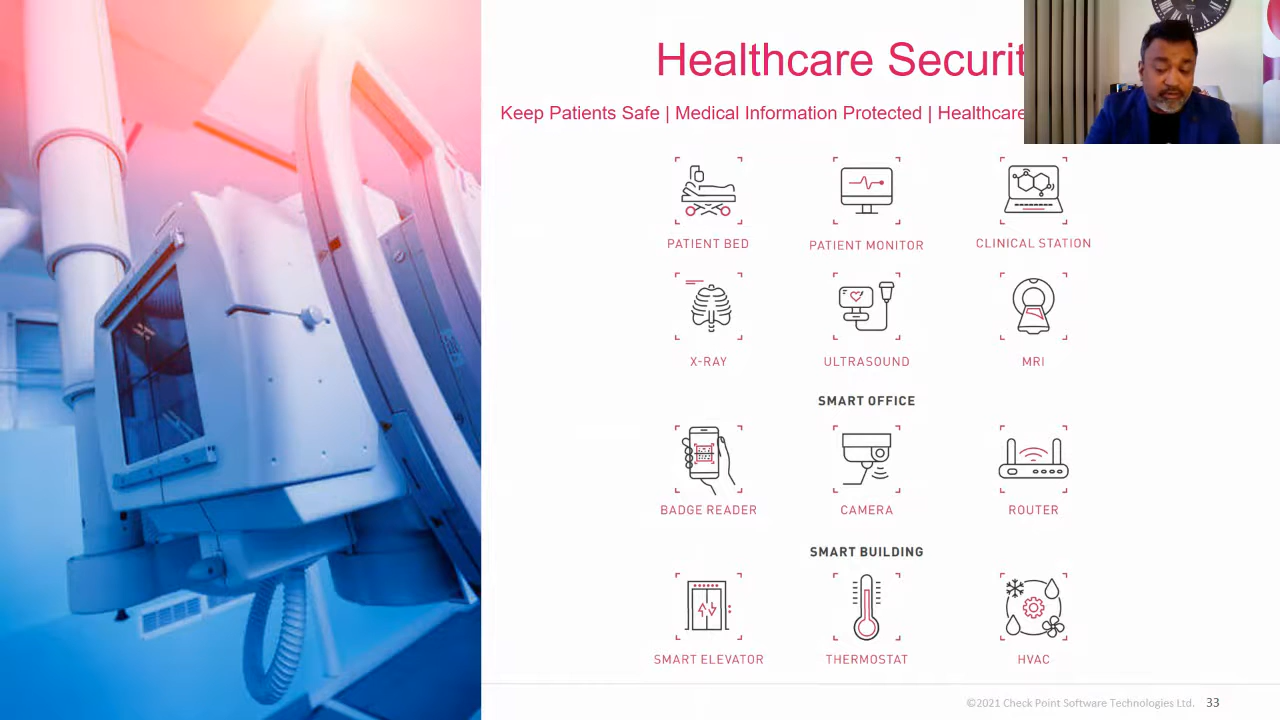 Healthcare Securit
Keep Patients Safe | Medical Information Protected | Healthcare
PATIENT BED PATIENT MONITOR CLINICAL STATION
X-RAY ULTRASOUND MRI
SMART OFFICE
BADGE READER CAMERA ROUTER
SMART BUILDING
SMART ELEVATOR THERMOSTAT HVAC
©2021 Check Point Software Technologies Ltd. 33